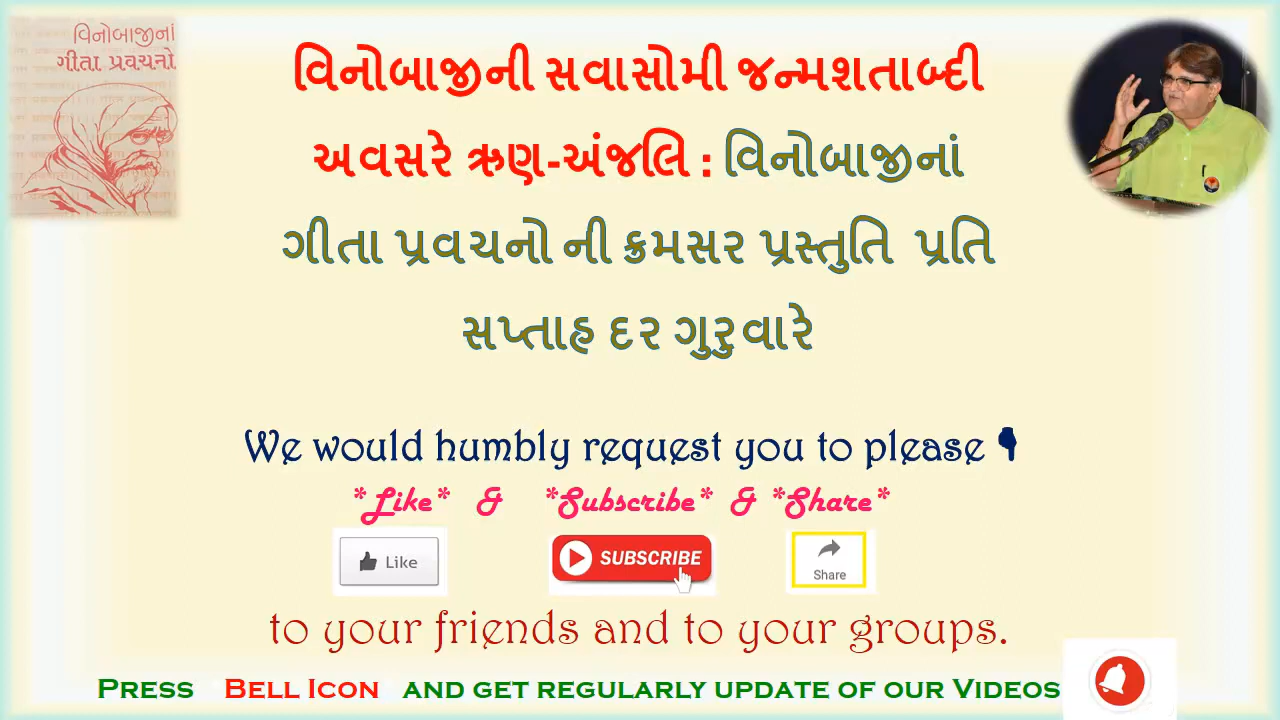 વિનોબાજીનાં
ગીતા પ્રવચનો
વિનોબાજીની સવાસોમી જન્મશતાબ્દી
અવસરે ઋણ-અંજલિ : વિનોબાજીનાં
ગીતા પ્રવચનો ની ક્રમસર પ્રસ્તુતિ પ્રતિ
સપ્તાહ દર ગુરુવારે
We would humbly request you to please 👇
*Like* & *Subscribe* & *Share*
Like SUBSCRIBE Share
to your friends and to your groups.
PRESS BELL ICON AND GET REGULARLY UPDATE OF OUR VIDEOS